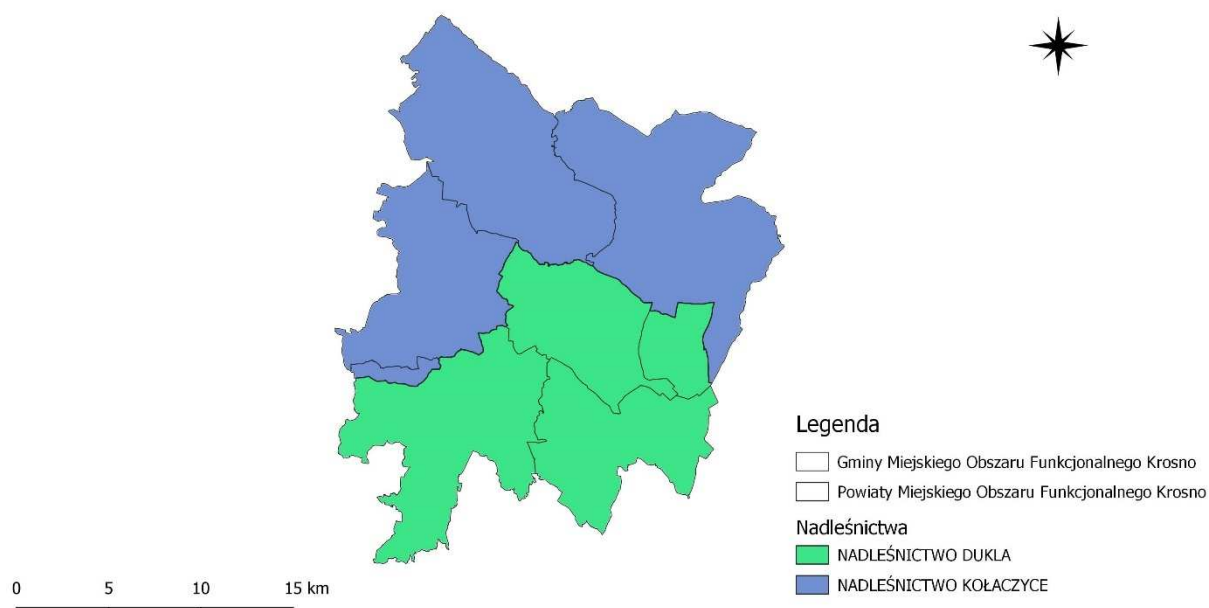 Legenda
Gminy Miejskiego Obszaru Funkcjonalnego Krosno
Powiaty Miejskiego Obszaru Funkcjonalnego Krosno
Nadleśnictwa
NADLEŚNICTWO DUKLA
NADLEŚNICTWO KOŁACZYCE
0 5 10 15 km